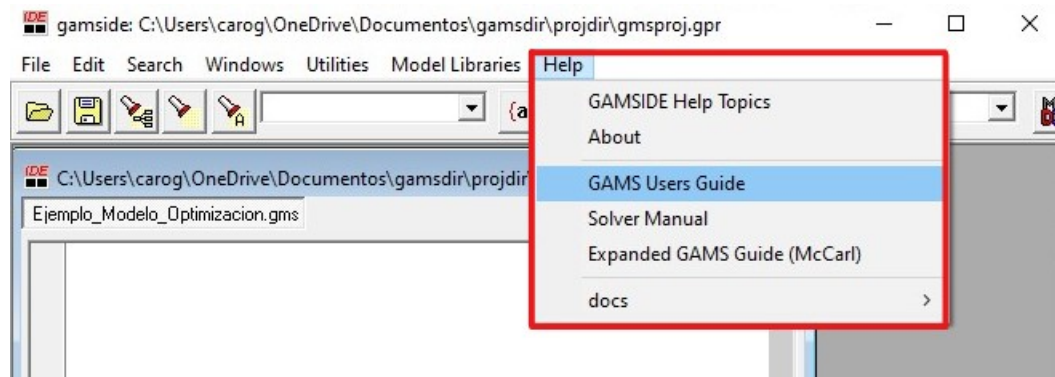 IDE gamside: C:\Users\carog\OneDrive\Documentos\gamsdir\projdir\gmsproj.gpr
File Edit Search Windows Utilities Model Libraries Help
A {a
GAMSIDE Help Topics
About
GAMS Users Guide
Solver Manual
Expanded GAMS Guide (McCarl)
docs
IDE C:\Users\carog\OneDrive\Documentos\gamsdir\projdir
Ejemplo_Modelo_Optimizacion.gms